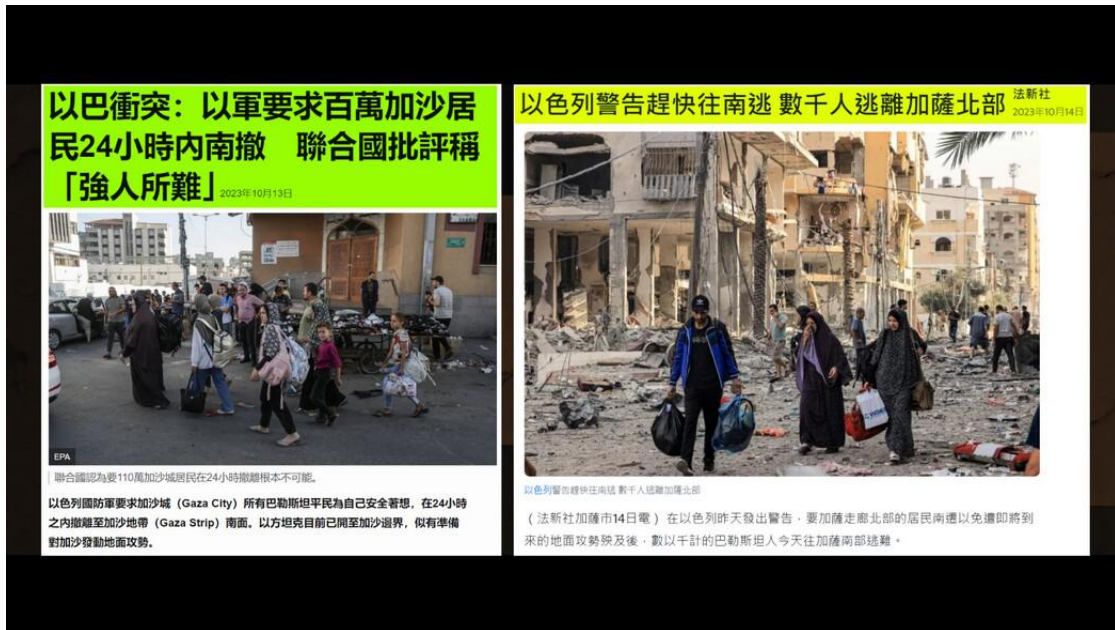 以巴衝突：以軍要求百萬加沙居
民24小時內南撤　聯合國批評稱
「強人所難」2023年10月13日
EPA
聯合國認為要110萬加沙城居民在24小時撤離根本不可能。
以色列國防軍要求加沙城（Gaza City）所有巴勒斯坦平民為自己安全著想，在24小時
之內撤離至加沙地帶（Gaza Strip）南面。以方坦克目前已開至加沙邊界，似有準備
對加沙發動地面攻勢。
以色列警告趕快往南逃 數千人逃離加薩北部 法新社
2023年10月14日
以色列警告趕快往南逃 數千人逃離加薩北部
（法新社加薩市14日電） 在以色列昨天發出警告，要加薩走廊北部的居民南遷以免遭即將到
來的地面攻勢殃及後，數以千計的巴勒斯坦人今天往加薩南部逃難。